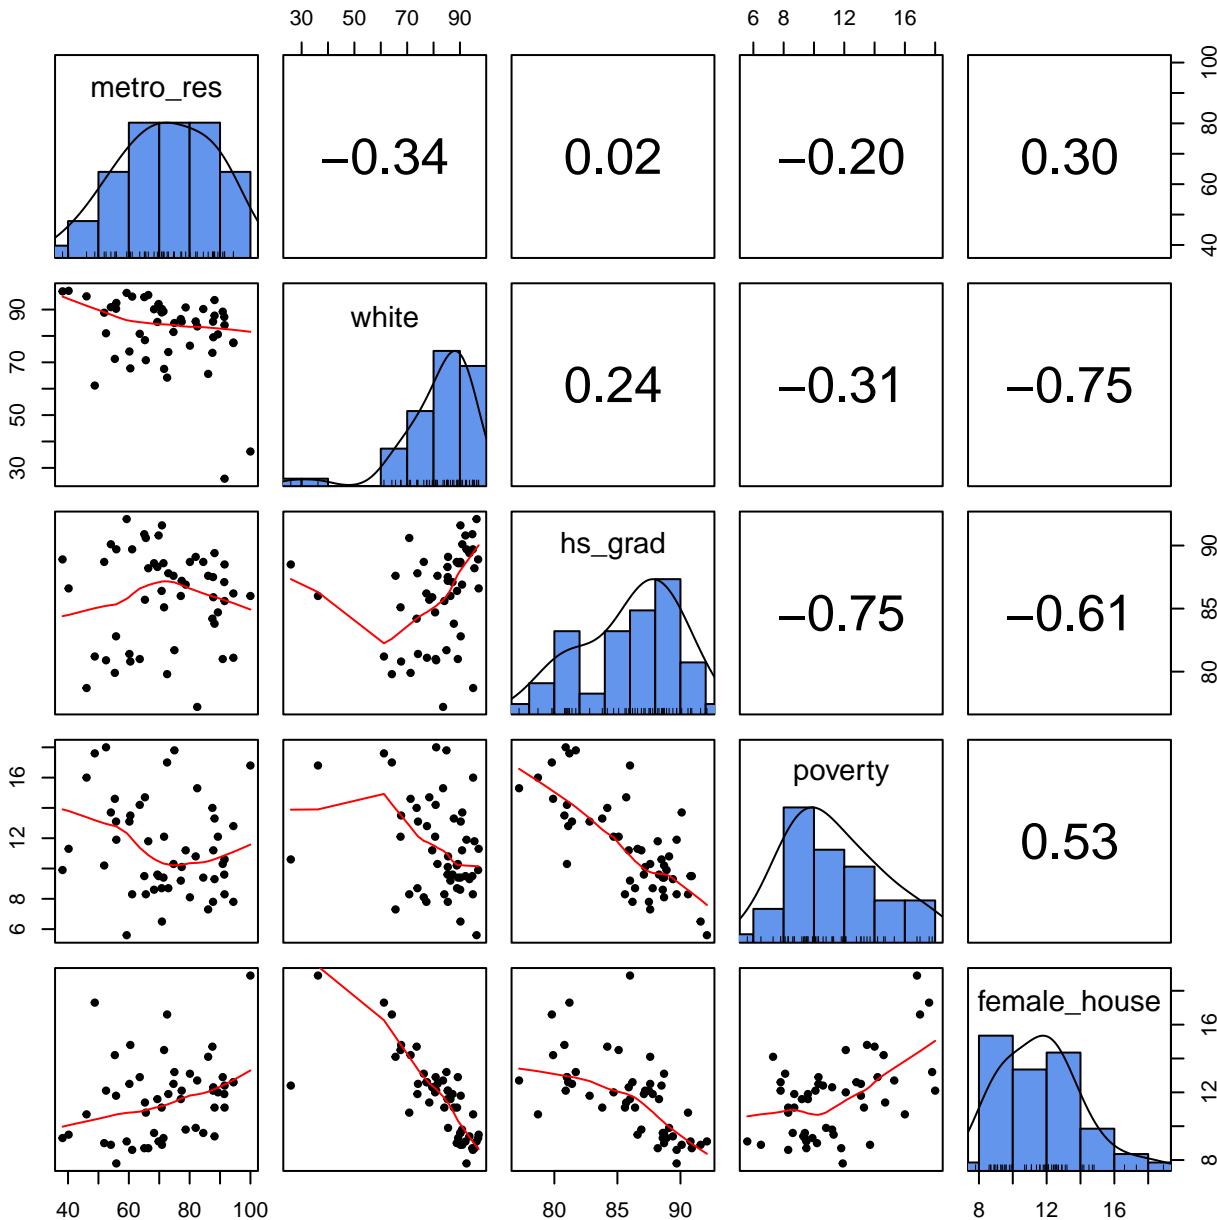 30 50 70 90 6 8 12 16
metro_res −0.34 0.02 −0.20 0.30 40 60 80 100
30 50 70 90 white 0.24 −0.31 −0.75
hs_grad −0.75 −0.61 80 85 90
6 8 12 16 poverty 0.53
female_house 8 12 16
40 60 80 100 80 85 90 8 12 16